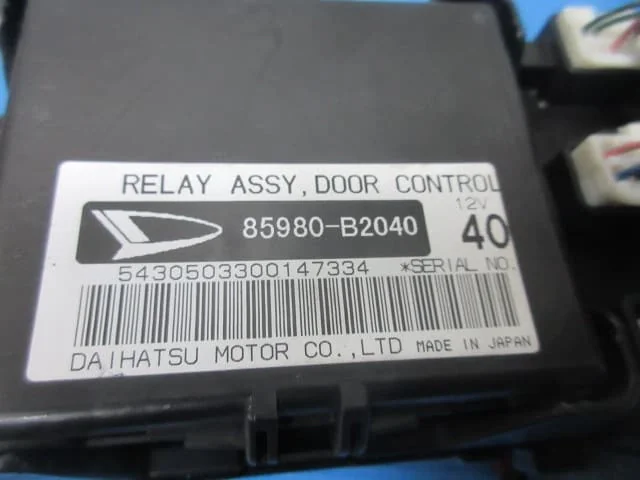 RELAY ASSY, DOOR CONTROL
12V
85980-B2040
40
5430503300147334 *SERIAL NO.
DAIHATSU MOTOR CO.,LTD MADE IN JAPAN